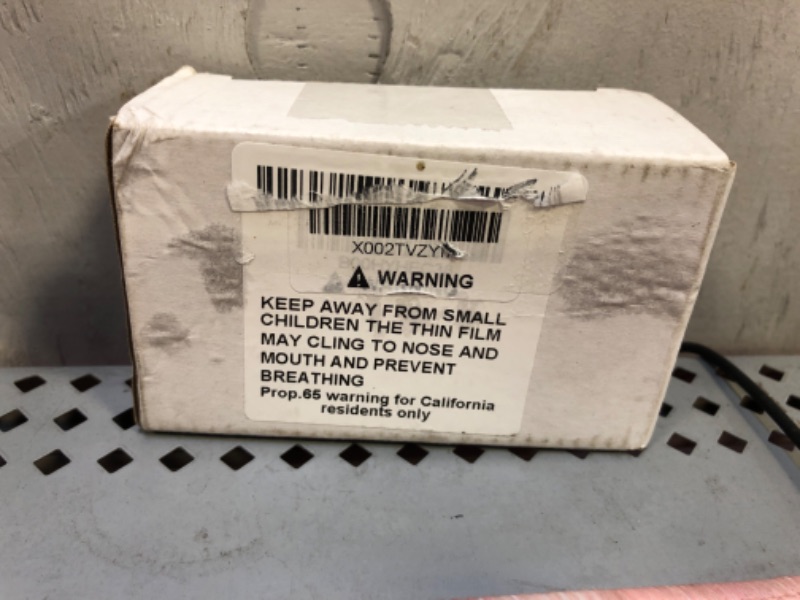 X002TVZY
WARNING
KEEP AWAY FROM SMALL
CHILDREN THE THIN FILM
MAY CLING TO NOSE AND
MOUTH AND PREVENT
BREATHING
Prop.65 warning for California
residents only